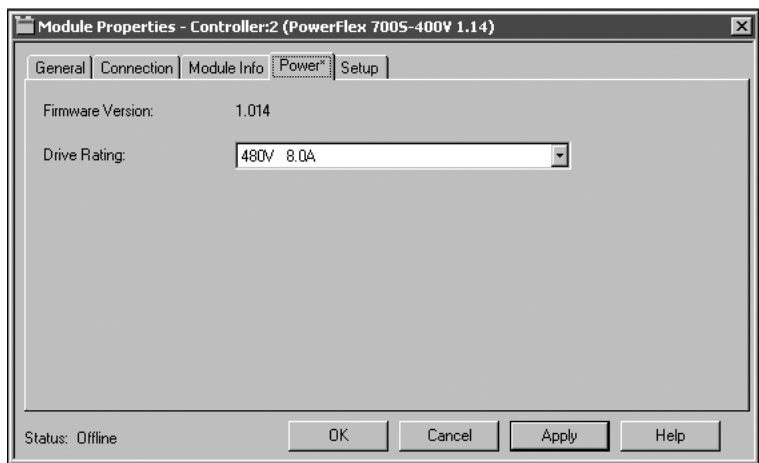 Module Properties - Controller:2 (PowerFlex 700S-400V 1.14)
General Connection Module Info Power* Setup
Firmware Version: 1.014
Drive Rating: 480V 8.0A
Status: Offline OK Cancel Apply Help